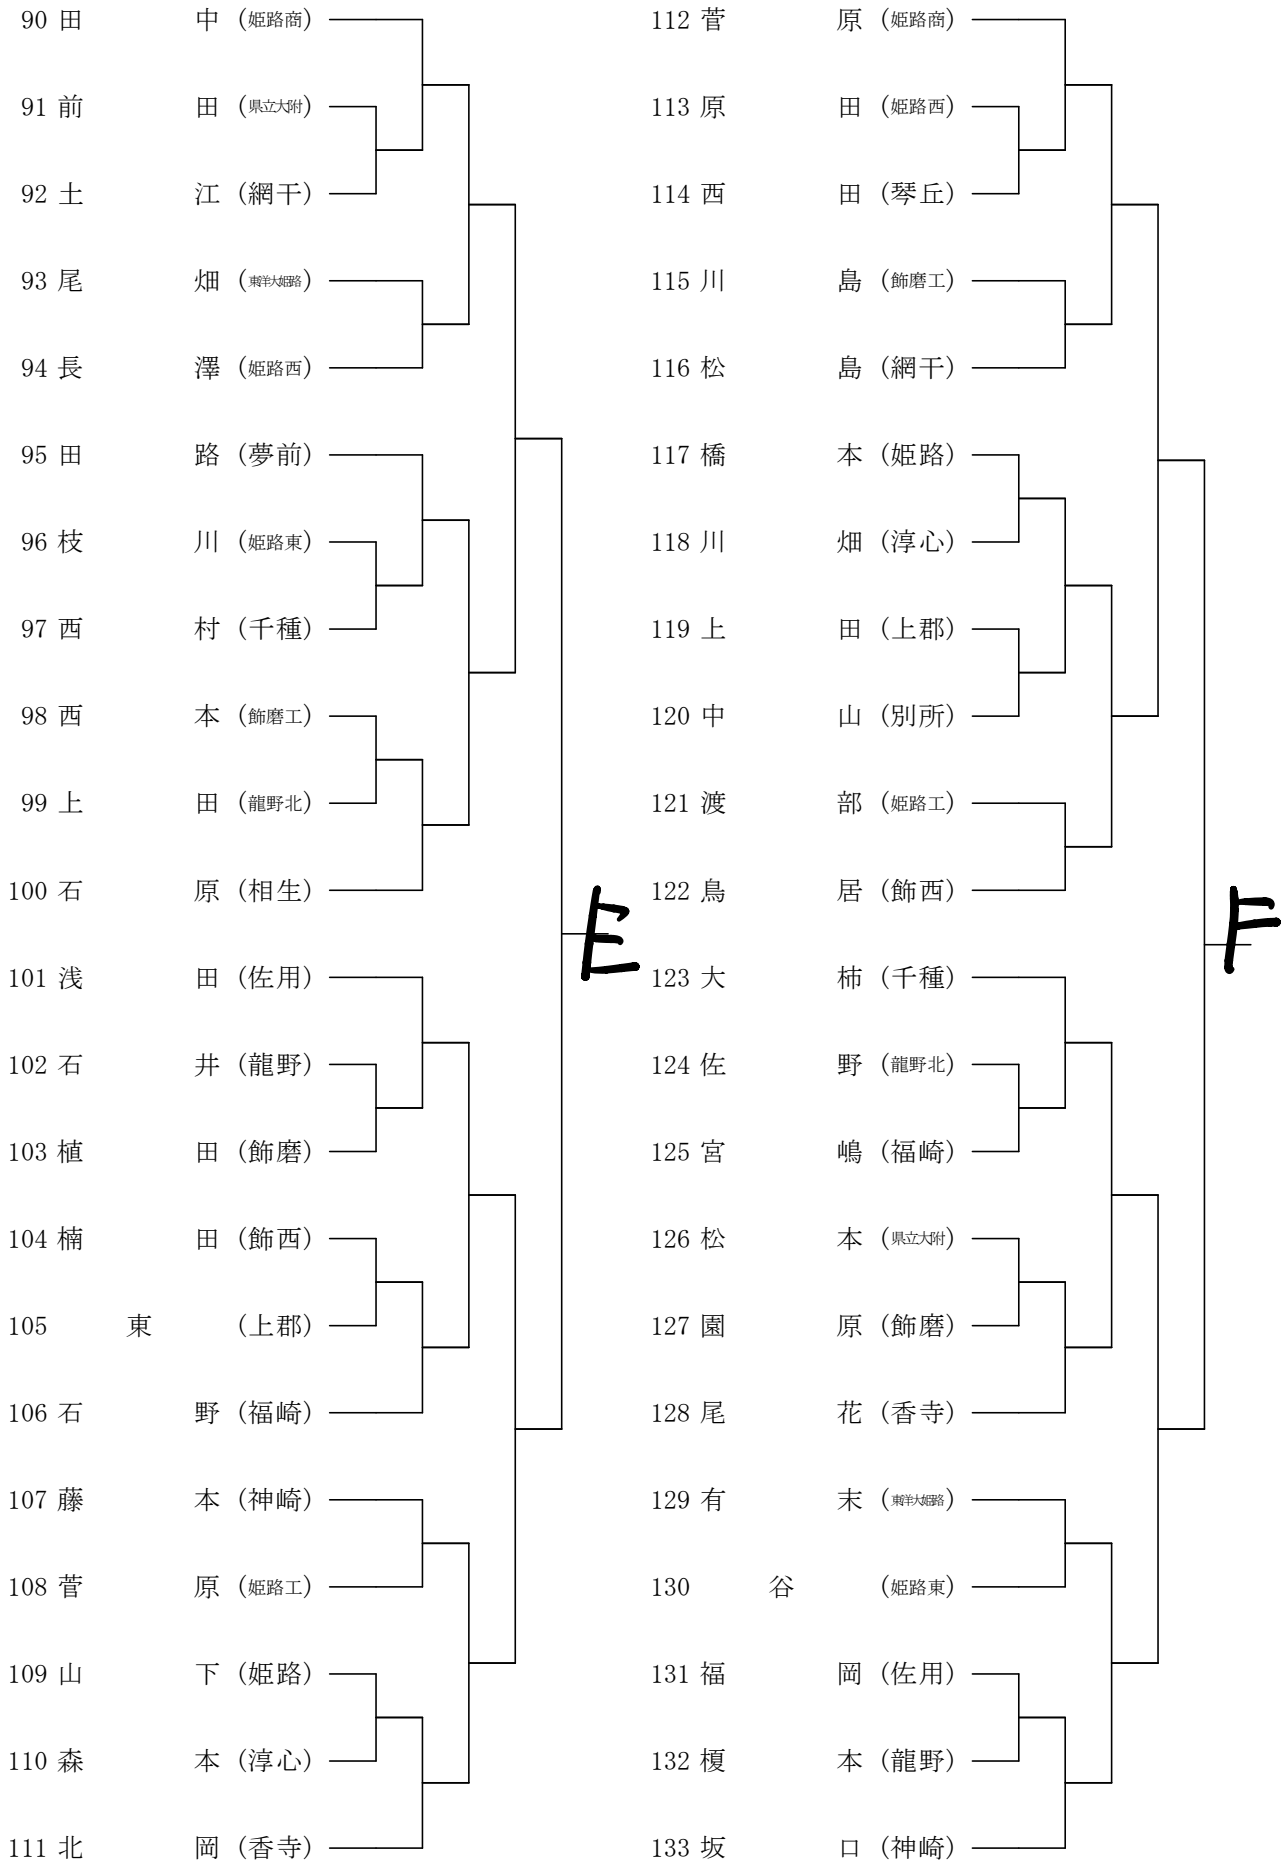 90 田 中 (姫路商)
91 前 田 (県立大附)
92 土 江 (網干)
93 尾 畑 (東洋大姫路)
94 長 澤 (姫路西)
95 田 路 (夢前)
96 枝 川 (姫路東)
97 西 村 (千種)
98 西 本 (飾磨工)
99 上 田 (龍野北)
100 石 原 (相生)
101 浅 田 (佐用)
102 石 井 (龍野)
103 植 田 (飾磨)
104 楠 田 (飾西)
105 東 (上郡)
106 石 野 (福崎)
107 藤 本 (神崎)
108 菅 原 (姫路工)
109 山 下 (姫路)
110 森 本 (淳心)
111 北 岡 (香寺)
E
112 菅 原 (姫路商)
113 原 田 (姫路西)
114 西 田 (琴丘)
115 川 島 (飾磨工)
116 松 島 (網干)
117 橋 本 (姫路)
118 川 畑 (淳心)
119 上 田 (上郡)
120 中 山 (別所)
121 渡 部 (姫路工)
122 鳥 居 (飾西)
123 大 柿 (千種)
124 佐 野 (龍野北)
125 宮 嶋 (福崎)
126 松 本 (県立大附)
127 園 原 (飾磨)
128 尾 花 (香寺)
129 有 末 (東洋大姫路)
130 谷 (姫路東)
131 福 岡 (佐用)
132 榎 本 (龍野)
133 坂 口 (神崎)
F